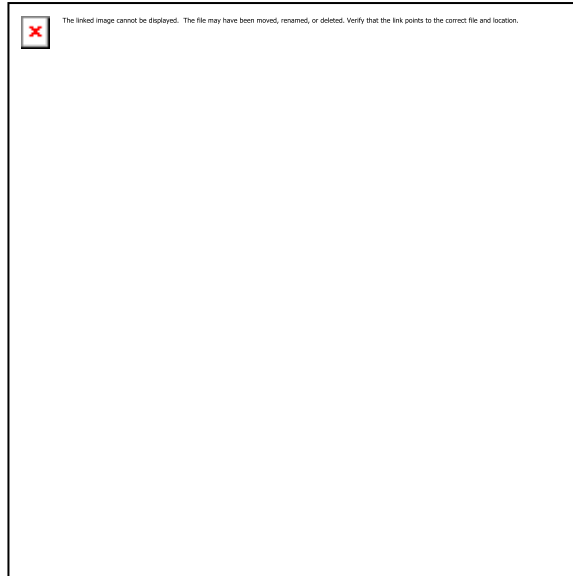 The linked image cannot be displayed.  The file may have been moved, renamed, or deleted. Verify that the link points to the correct file and location.